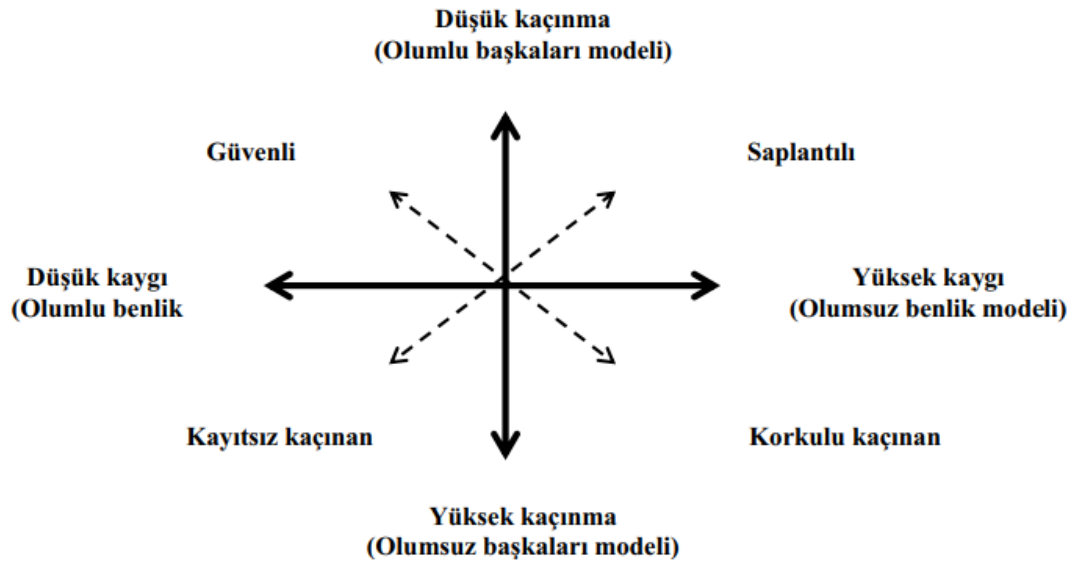 Düşük kaçınma
(Olumlu başkaları modeli)
Güvenli
Saplantılı
Düşük kaygı
(Olumlu benlik
Yüksek kaygı
(Olumsuz benlik modeli)
Kayıtsız kaçınan
Korkulu kaçınan
Yüksek kaçınma
(Olumsuz başkaları modeli)